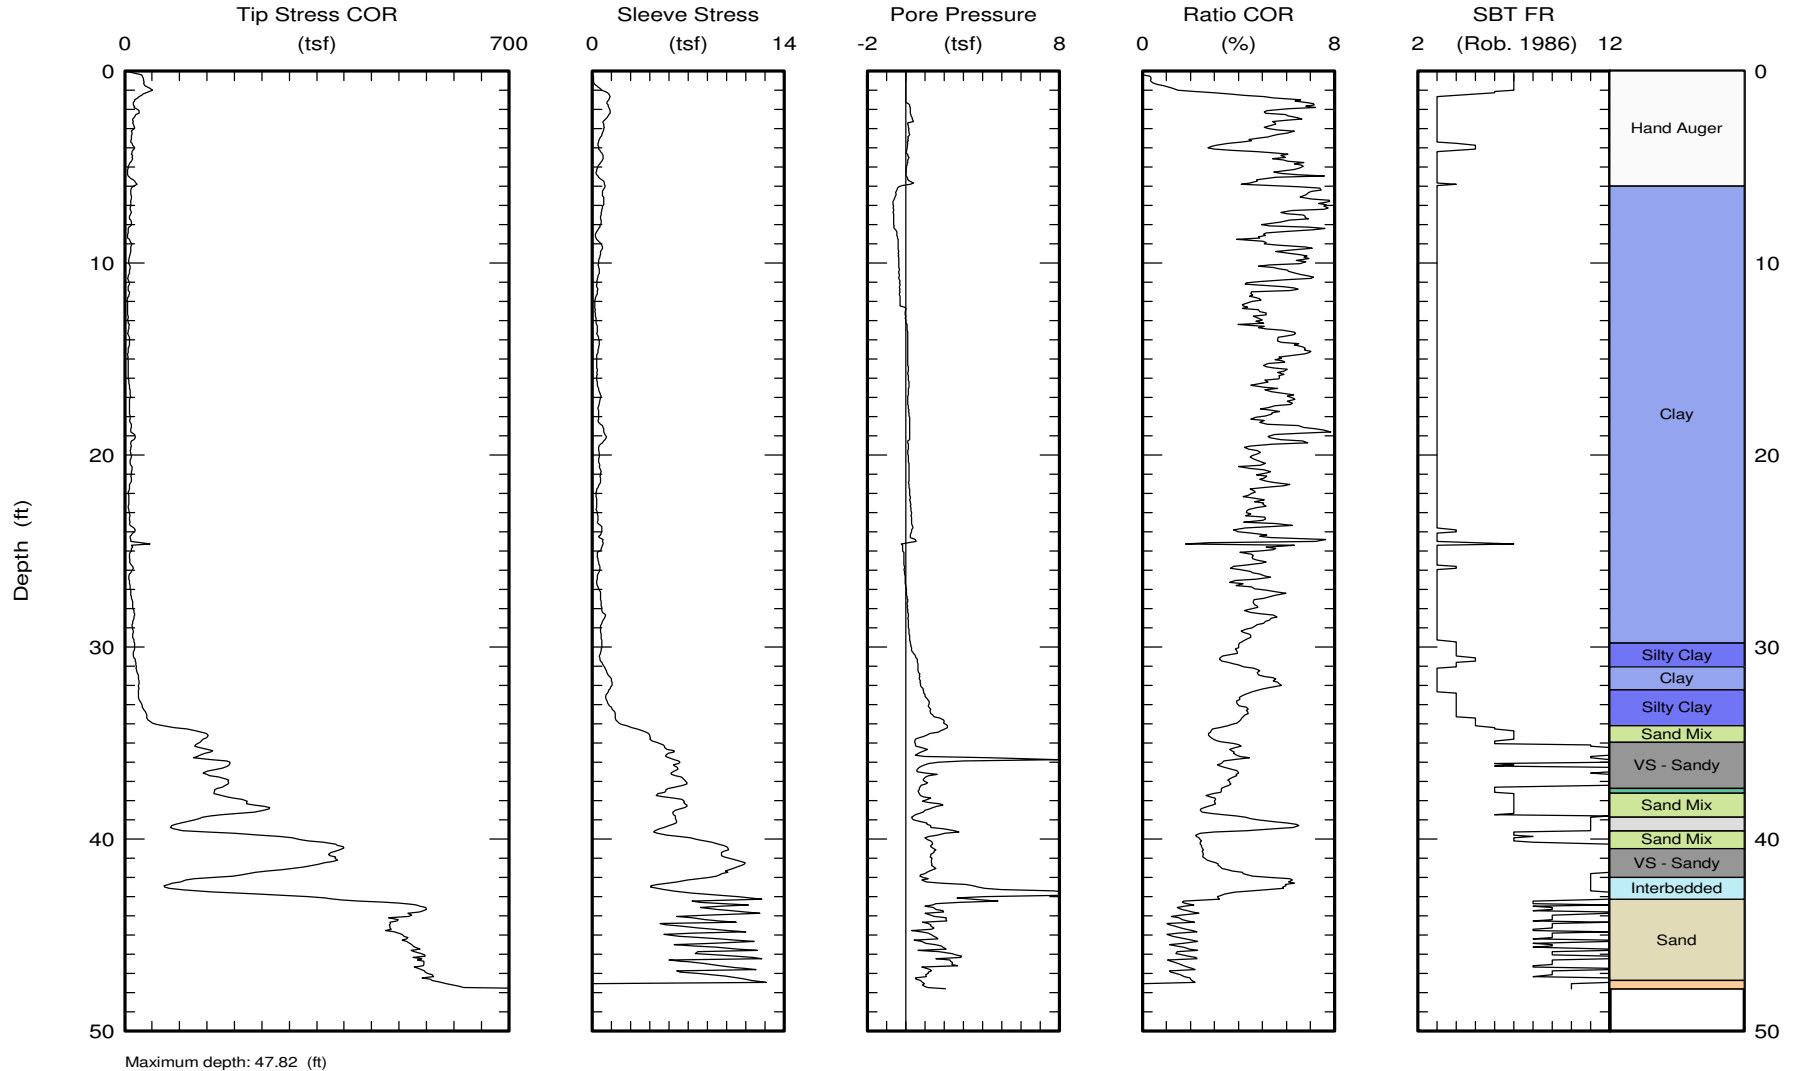 Tip Stress COR Sleeve Stress Pore Pressure Ratio COR SBT FR
0 (tsf) 700 0 (tsf) 14 -2 (tsf) 8 0 (%) 8 2 (Rob. 1986) 12
0 0
Hand Auger
10 10
Clay
20 20
Depth (ft)
30 30
Silty Clay
Clay
Silty Clay
Sand Mix
VS - Sandy
Sand Mix
40 Sand Mix 40
VS - Sandy
Interbedded
Sand
50 50
Maximum depth: 47.82 (ft)